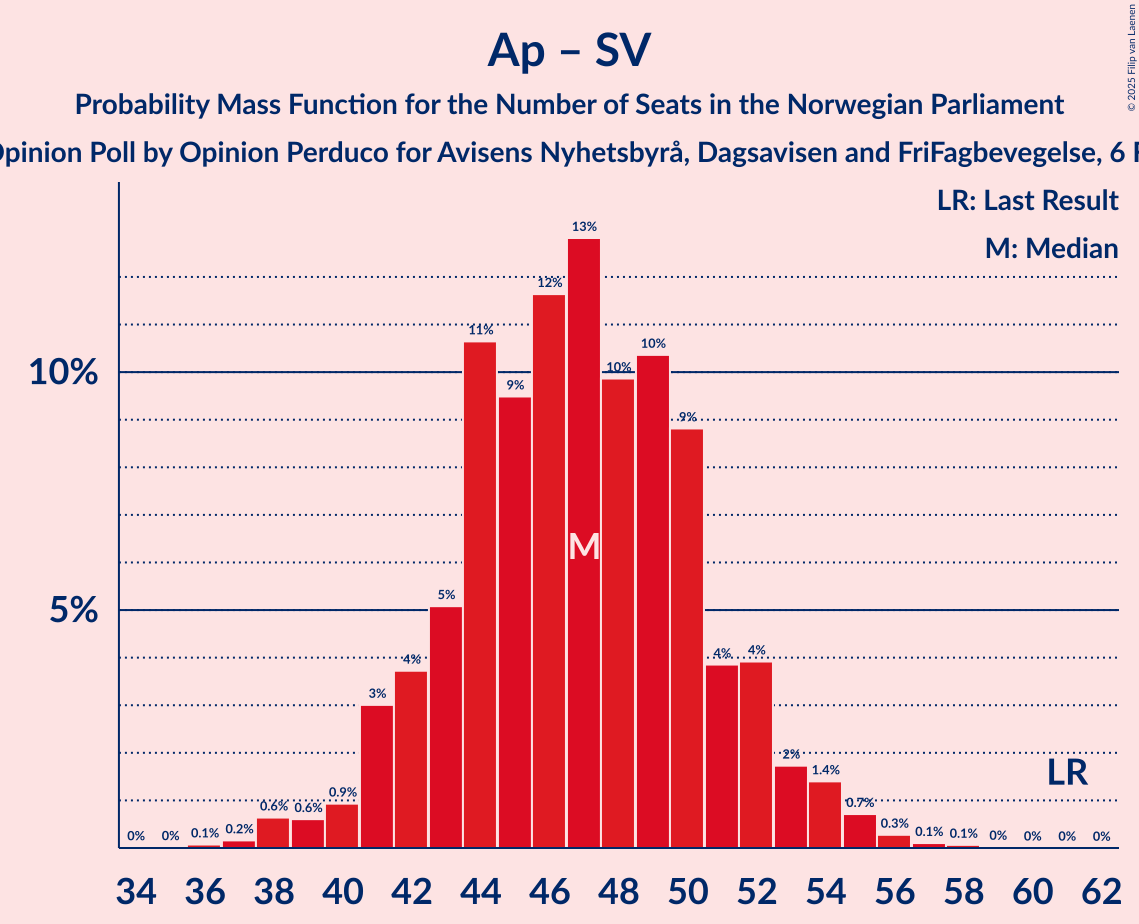 Ap – SV
Probability Mass Function for the Number of Seats in the Norwegian Parliament
Opinion Poll by Opinion Perduco for Avisens Nyhetsbyrå, Dagsavisen and FriFagbevegelse, 6
© 2025 Filip van Laenen
LR: Last Result
M: Median
10%
5%
0% 0% 0.1% 0.2% 0.6% 0.6% 0.9% 3% 4% 5% 11% 9% 12% 13% 10% 10% 9% 4% 4% 2% 1.4% 0.7% 0.3% 0.1% 0.1% 0% 0% 0% 0%
M
LR
34 36 38 40 42 44 46 48 50 52 54 56 58 60 62